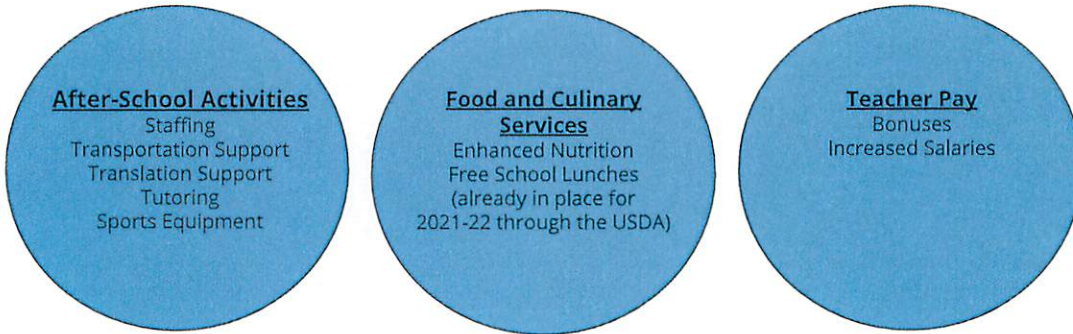 After-School Activities
Staffing
Transportation Support
Translation Support
Tutoring
Sports Equipment
Food and Culinary
Services
Enhanced Nutrition
Free School Lunches
(already in place for
2021-22 through the USDA)
Teacher Pay
Bonuses
Increased Salaries